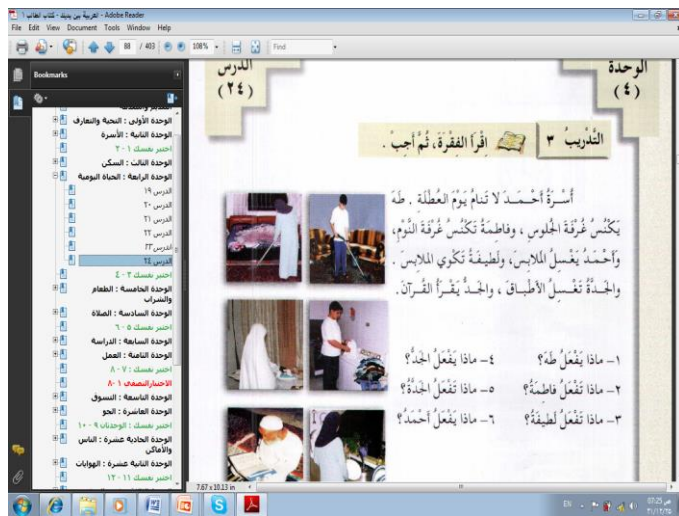 العربية بين يديك - كتاب الطالب ١ - Adobe Reader
File Edit View Document Tools Window Help
88 / 403 108% Find
Bookmarks
الوحدة الأولى : التحية والتعارف
الوحدة الثانية : الأسرة
اختبر نفسك ١ - ٢
الوحدة الثالث : السكن
الوحدة الرابعة : الحياة اليومية
الدرس ١٩
الدرس ٢٠
الدرس ٢١
الدرس ٢٢
الدرس ٢٣
الدرس ٢٤
اختبر نفسك ٣ - ٤
الوحدة الخامسة : الطعام
والشراب
الوحدة السادسة : الصلاة
اختبر نفسك ٥ - ٦
الوحدة السابعة : الدراسة
الوحدة الثامنة : العمل
اختبر نفسك : ٧ - ٨
الاختبار النصفي ١ -٨
الوحدة التاسعة : التسوق
الوحدة العاشرة : الجو
اختبر نفسك : الوحدتان ٩ - ١٠
الوحدة الحادية عشرة : الناس
والأماكن
الوحدة الثانية عشرة : الهوايات
اختبر نفسك ١١ - ١٢
الوحدة
(٤)
الدرس
(٢٤)
التَّدْرِيبُ ٣ اِقْرَأ الفِقْرَةَ، ثُمَّ أَجِبْ .
أُسْرَةُ أَحْمَدَ لا تَنامُ يَوْمَ العُطْلَةِ . طَهَ
يَكْنُسُ غُرْفَةَ الجُلوسِ ، وفاطِمَةُ تَكْنُسُ غُرْفَةَ النَّوْمِ،
وَأَحْمَدُ يَغْسِلُ المَلابِسَ، ولَطيفَةُ تَكْوي المَلابِسَ .
والجَدَّةُ تَغْسِلُ الأَطْباقَ ، والجَدُّ يَقْرَأُ القُرآنَ.
١– ماذا يَفْعَلُ طَهَ؟ ٤– ماذا يَفْعَلُ الجَدُّ؟
٢– ماذا تَفْعَلُ فاطِمَةُ؟ ٥– ماذا تَفْعَلُ الجَدَّةُ؟
٣– ماذا تَفْعَلُ لَطيفَةُ؟ ٦– ماذا يَفْعَلُ أَحْمَدُ؟
7.67 x 10.13 in
EN